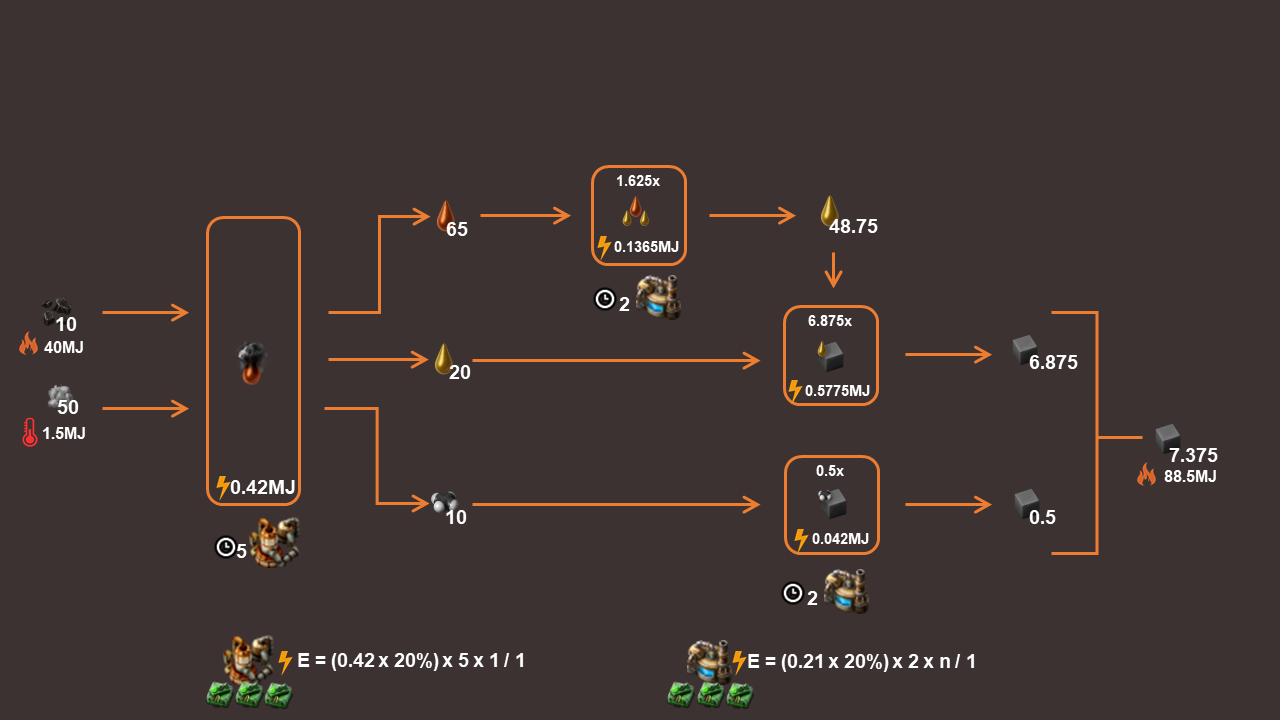 1.625x
65
0.1365MJ
48.75
2
10
40MJ
50
1.5MJ
0.42MJ
5
20
6.875x
0.5775MJ
6.875
7.375
88.5MJ
10
0.5x
0.042MJ
0.5
2
E = (0.42 x 20%) x 5 x 1 / 1
E = (0.21 x 20%) x 2 x n / 1